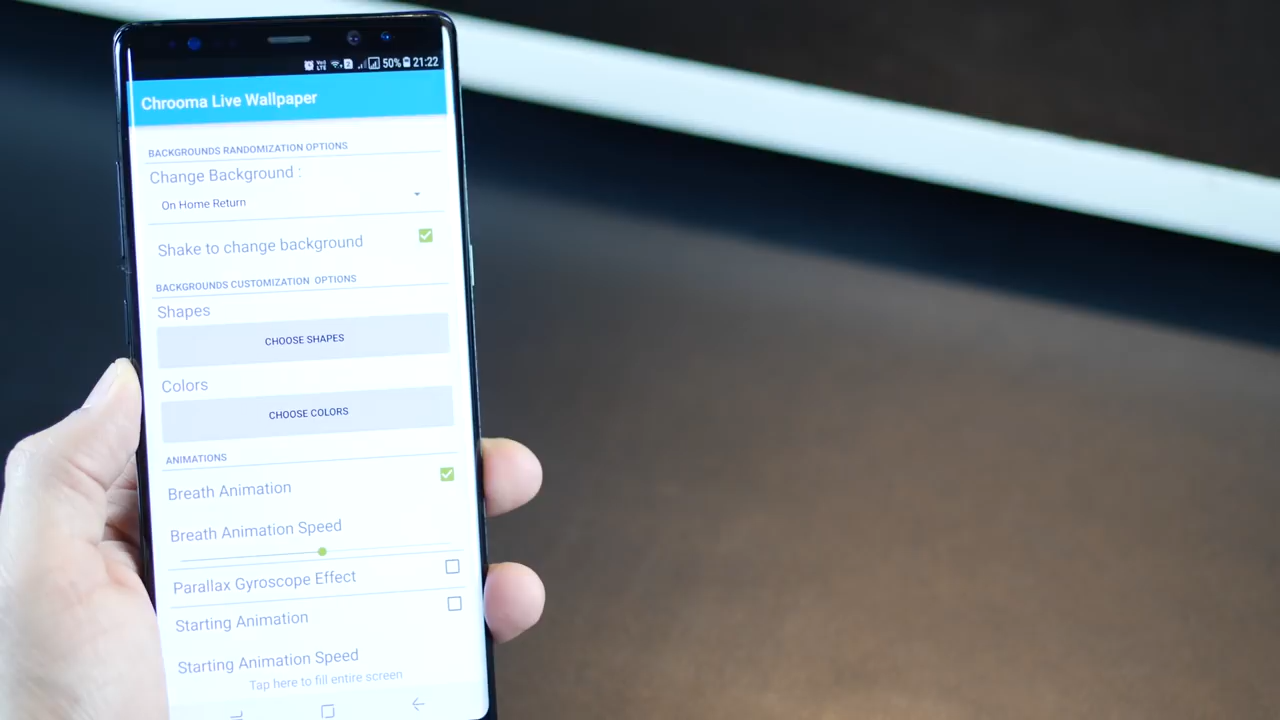 50% 21:22
Chrooma Live Wallpaper
BACKGROUNDS RANDOMIZATION OPTIONS
Change Background :
On Home Return
Shake to change background
BACKGROUNDS CUSTOMIZATION OPTIONS
Shapes
CHOOSE SHAPES
Colors
CHOOSE COLORS
ANIMATIONS
Breath Animation
Breath Animation Speed
Parallax Gyroscope Effect
Starting Animation
Starting Animation Speed
Tap here to fill entire screen